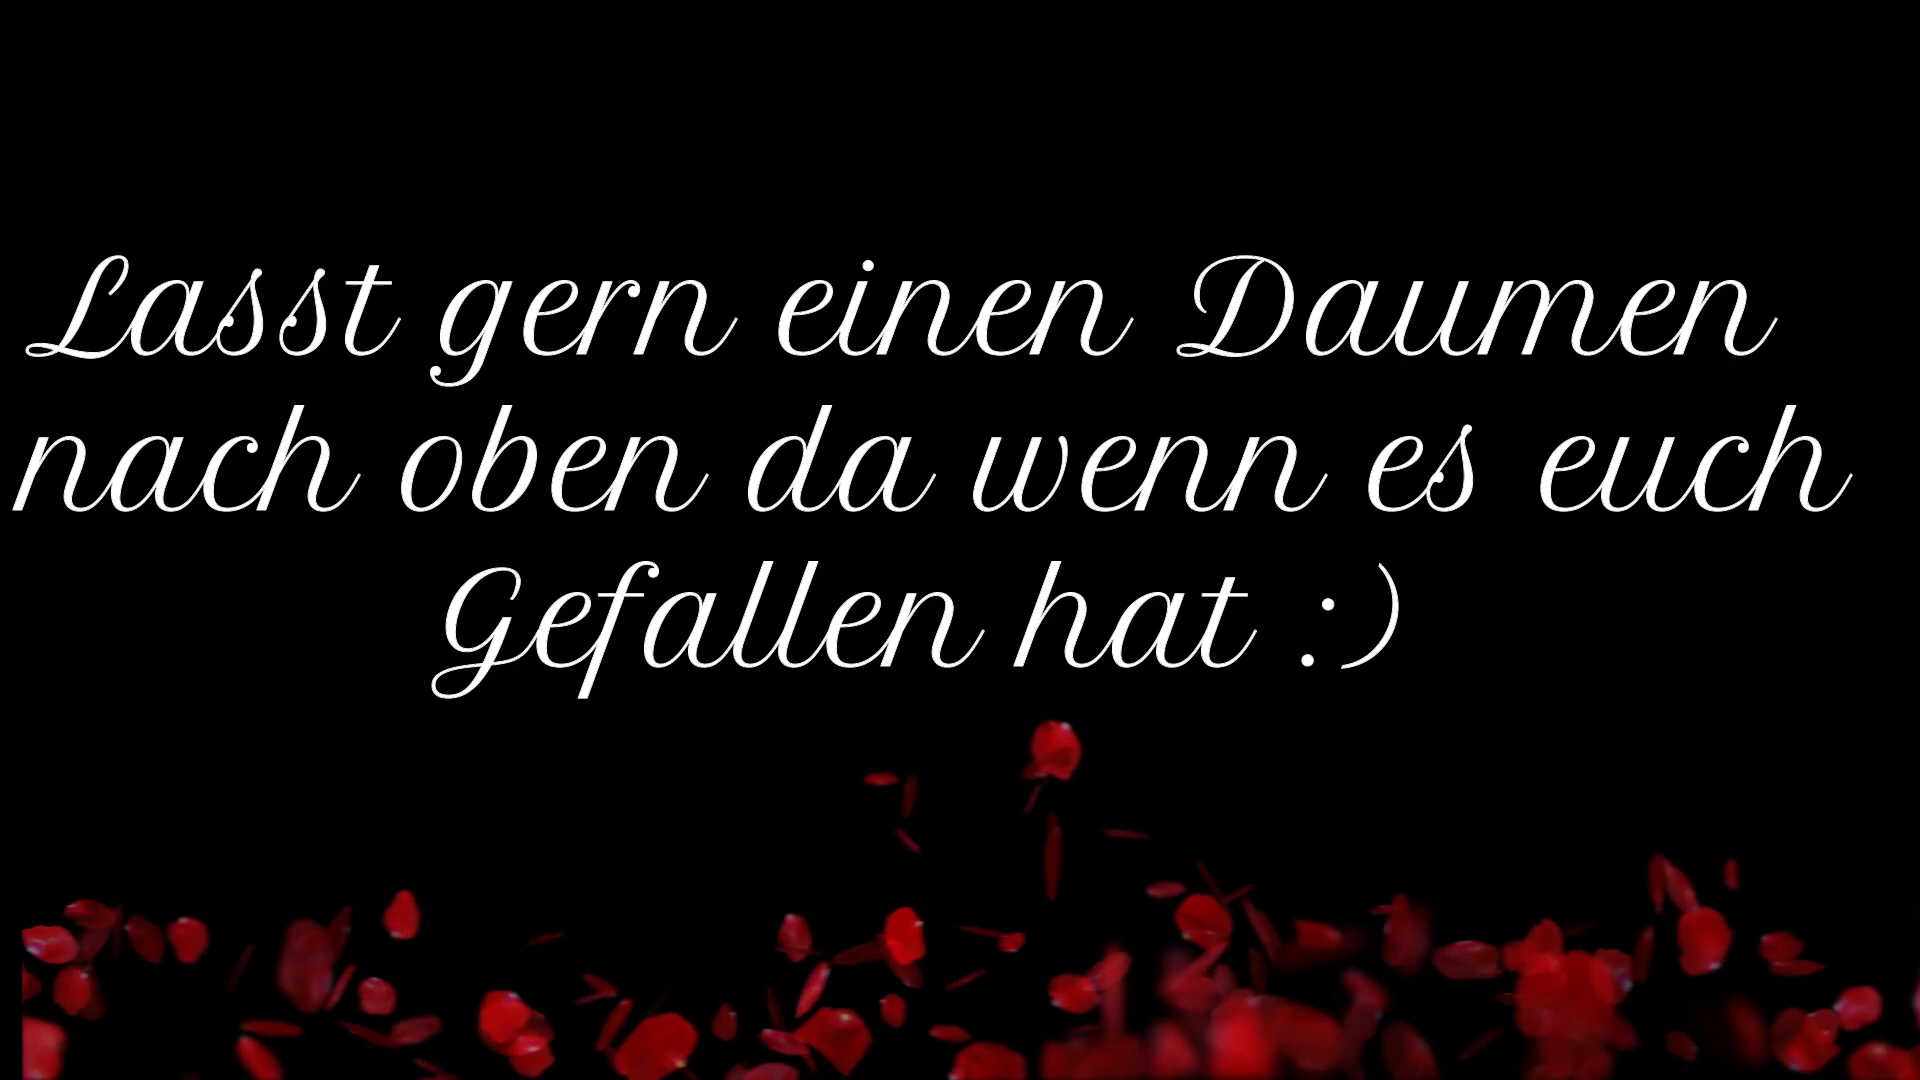 Lasst gern einen Daumen
nach oben da wenn es euch
Gefallen hat :)